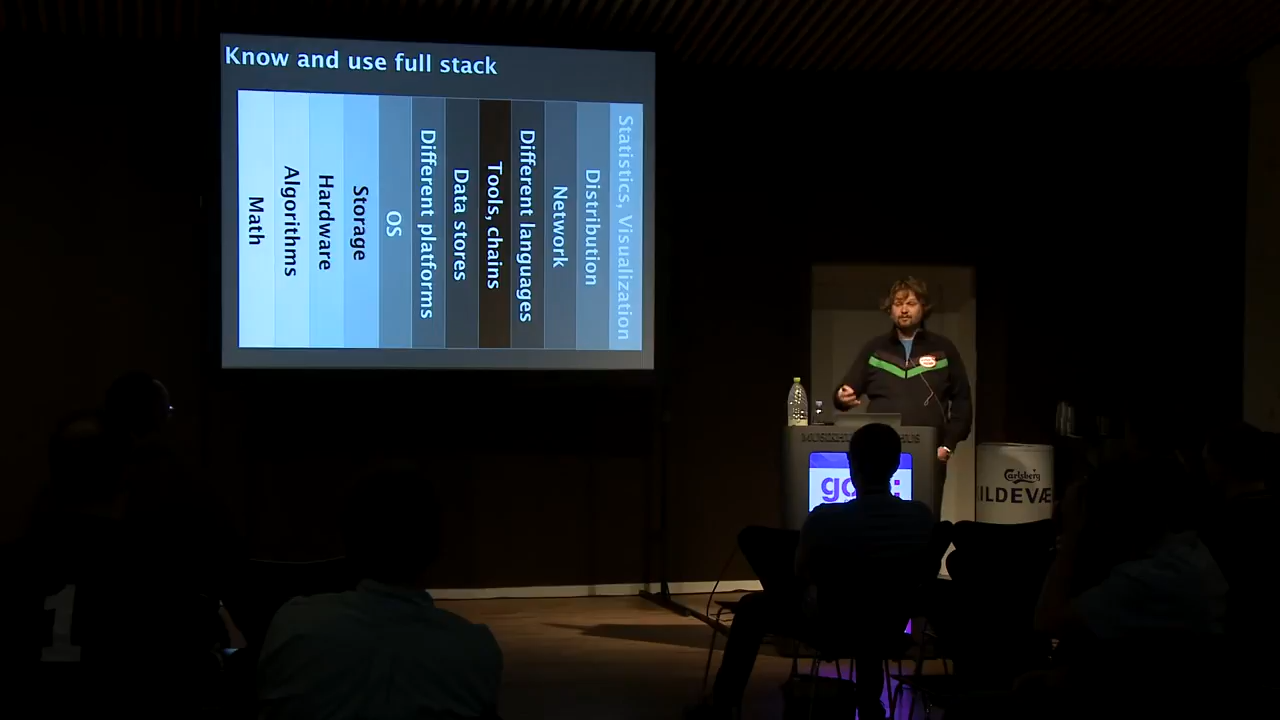 Know and use full stack
Math
Algorithms
Hardware
Storage
OS
Different platforms
Data stores
Tools, chains
Different languages
Network
Distribution
Statistics, Visualization
Carlsberg
1